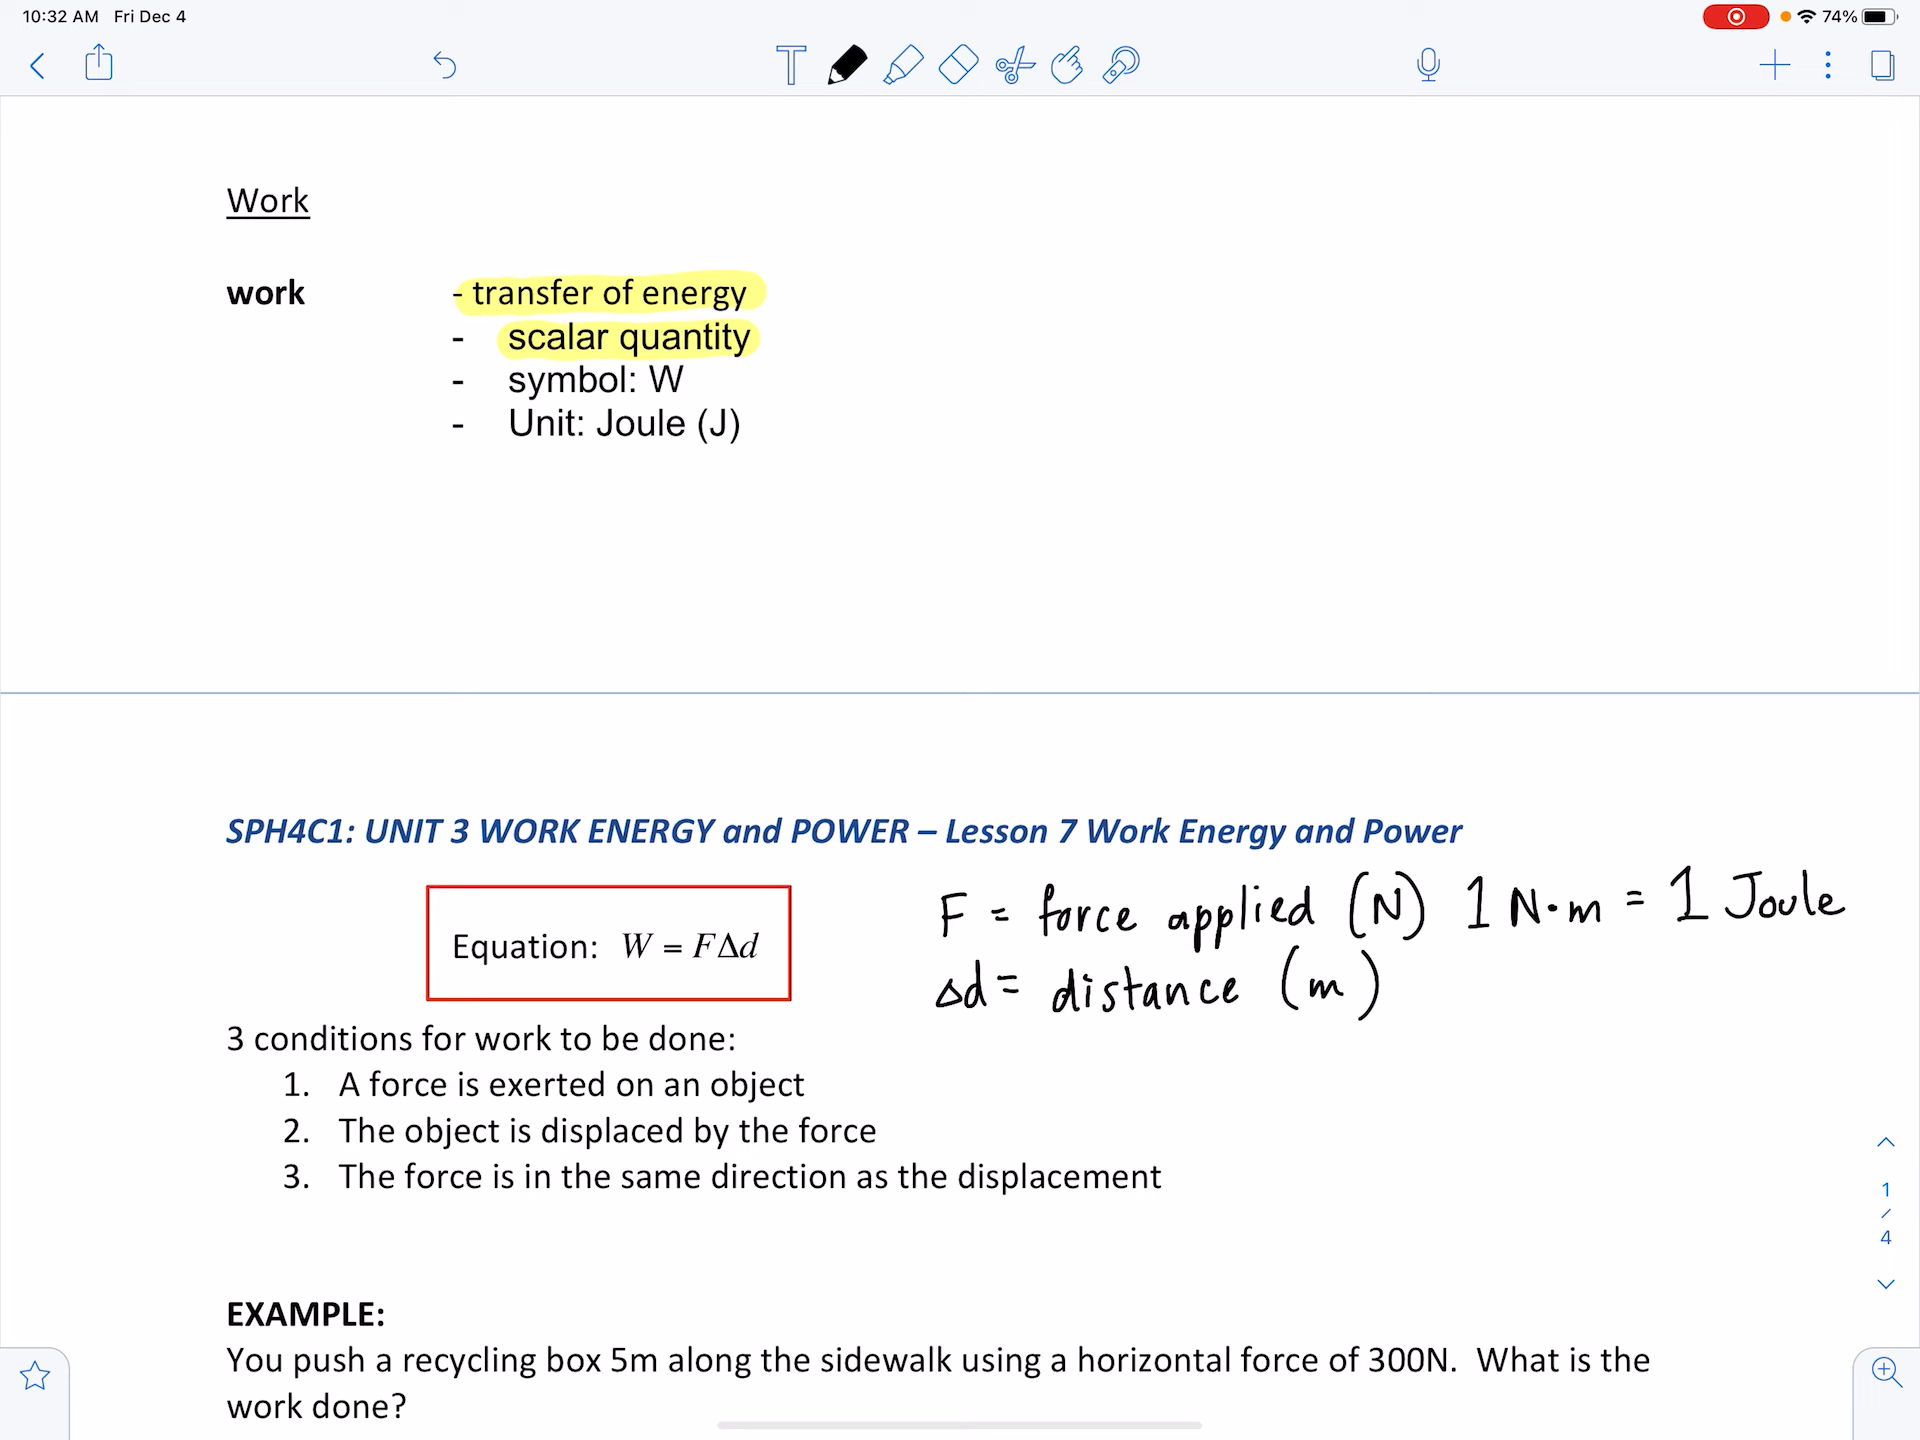 10:32 AM Fri Dec 4
74%
Work
work - transfer of energy
- scalar quantity
- symbol: W
- Unit: Joule (J)
SPH4C1: UNIT 3 WORK ENERGY and POWER – Lesson 7 Work Energy and Power
F = force applied (N) 1 N·m = 1 Joule
Equation: W = FΔd
Δd = distance (m)
3 conditions for work to be done:
1. A force is exerted on an object
2. The object is displaced by the force
3. The force is in the same direction as the displacement
1
/
4
EXAMPLE:
You push a recycling box 5m along the sidewalk using a horizontal force of 300N. What is the
work done?